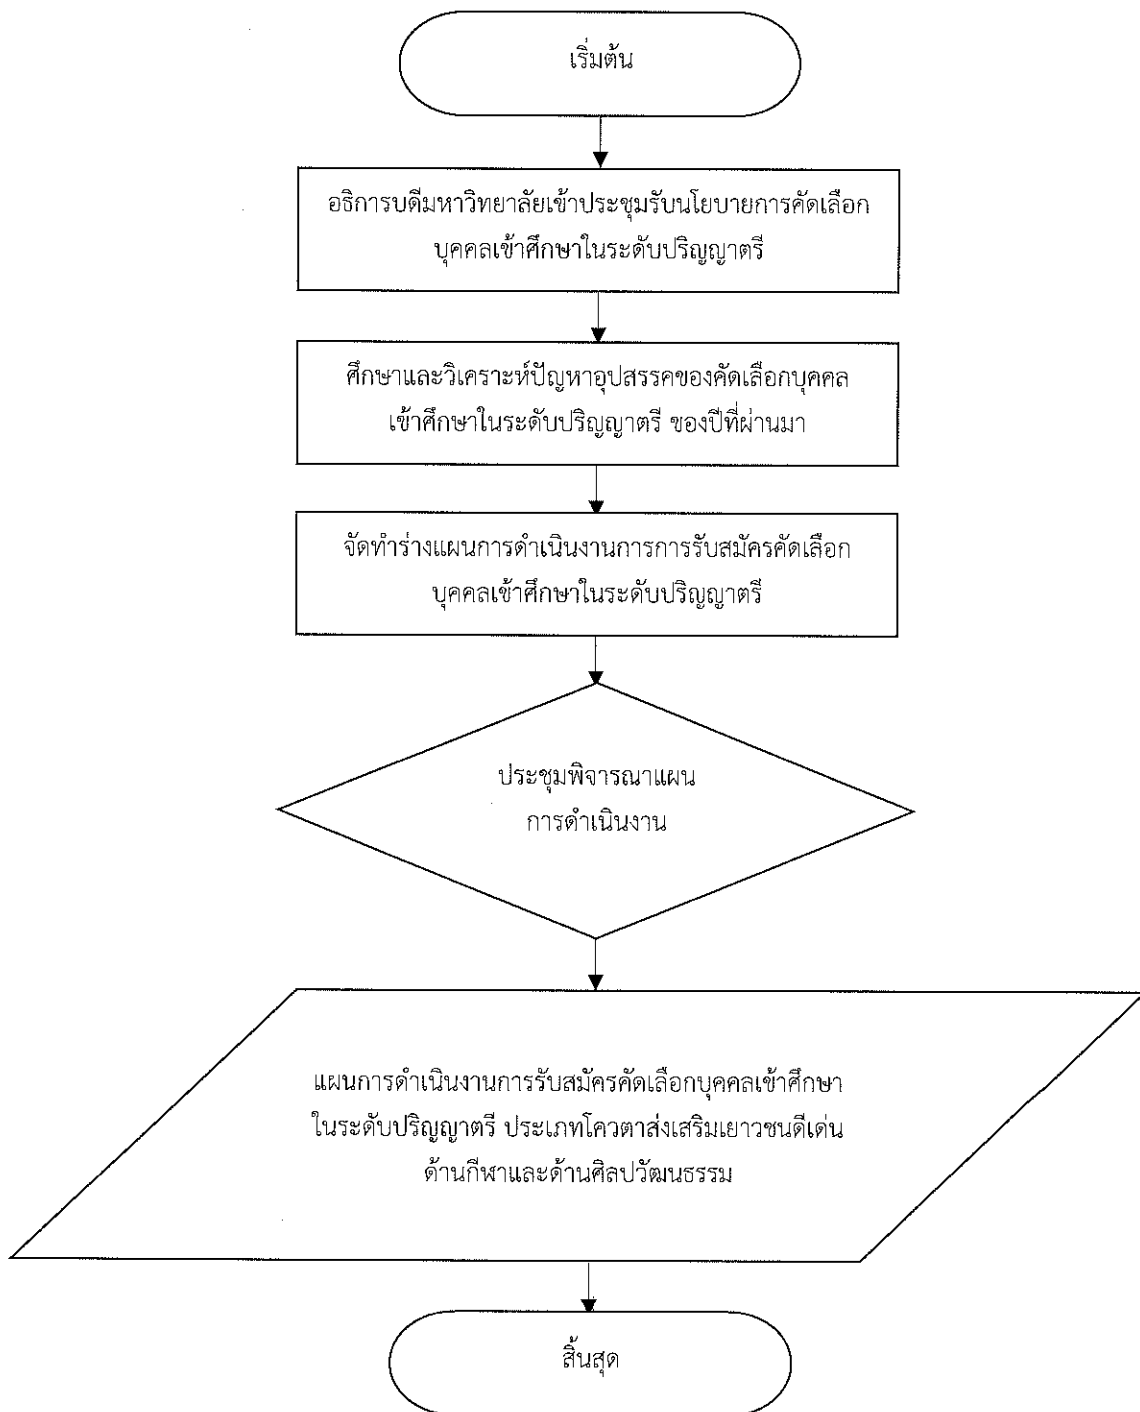 เริ่มต้น
อธิการบดีมหาวิทยาลัยเข้าประชุมรับนโยบายการคัดเลือก
บุคคลเข้าศึกษาในระดับปริญญาตรี
ศึกษาและวิเคราะห์ปัญหาอุปสรรคของคัดเลือกบุคคล
เข้าศึกษาในระดับปริญญาตรี ของปีที่ผ่านมา
จัดทำร่างแผนการดำเนินงานการการรับสมัครคัดเลือก
บุคคลเข้าศึกษาในระดับปริญญาตรี
ประชุมพิจารณาแผน
การดำเนินงาน
แผนการดำเนินงานการรับสมัครคัดเลือกบุคคลเข้าศึกษา
ในระดับปริญญาตรี ประเภทโควตาส่งเสริมเยาวชนดีเด่น
ด้านกีฬาและด้านศิลปวัฒนธรรม
สิ้นสุด